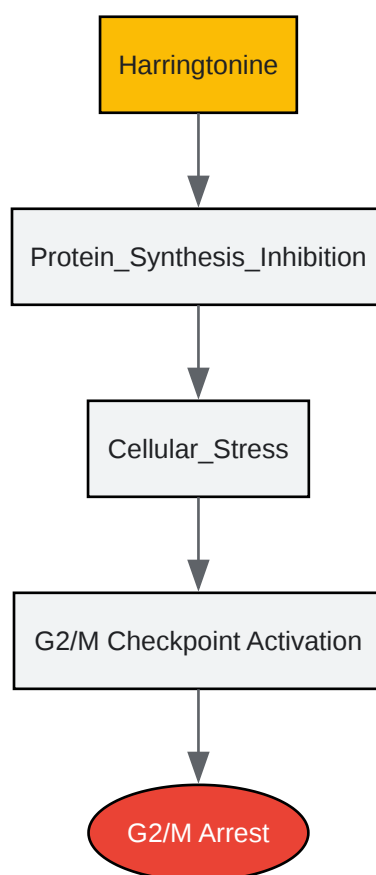 Harringtonine
Protein_Synthesis_Inhibition
Cellular_Stress
G2/M Checkpoint Activation
G2/M Arrest